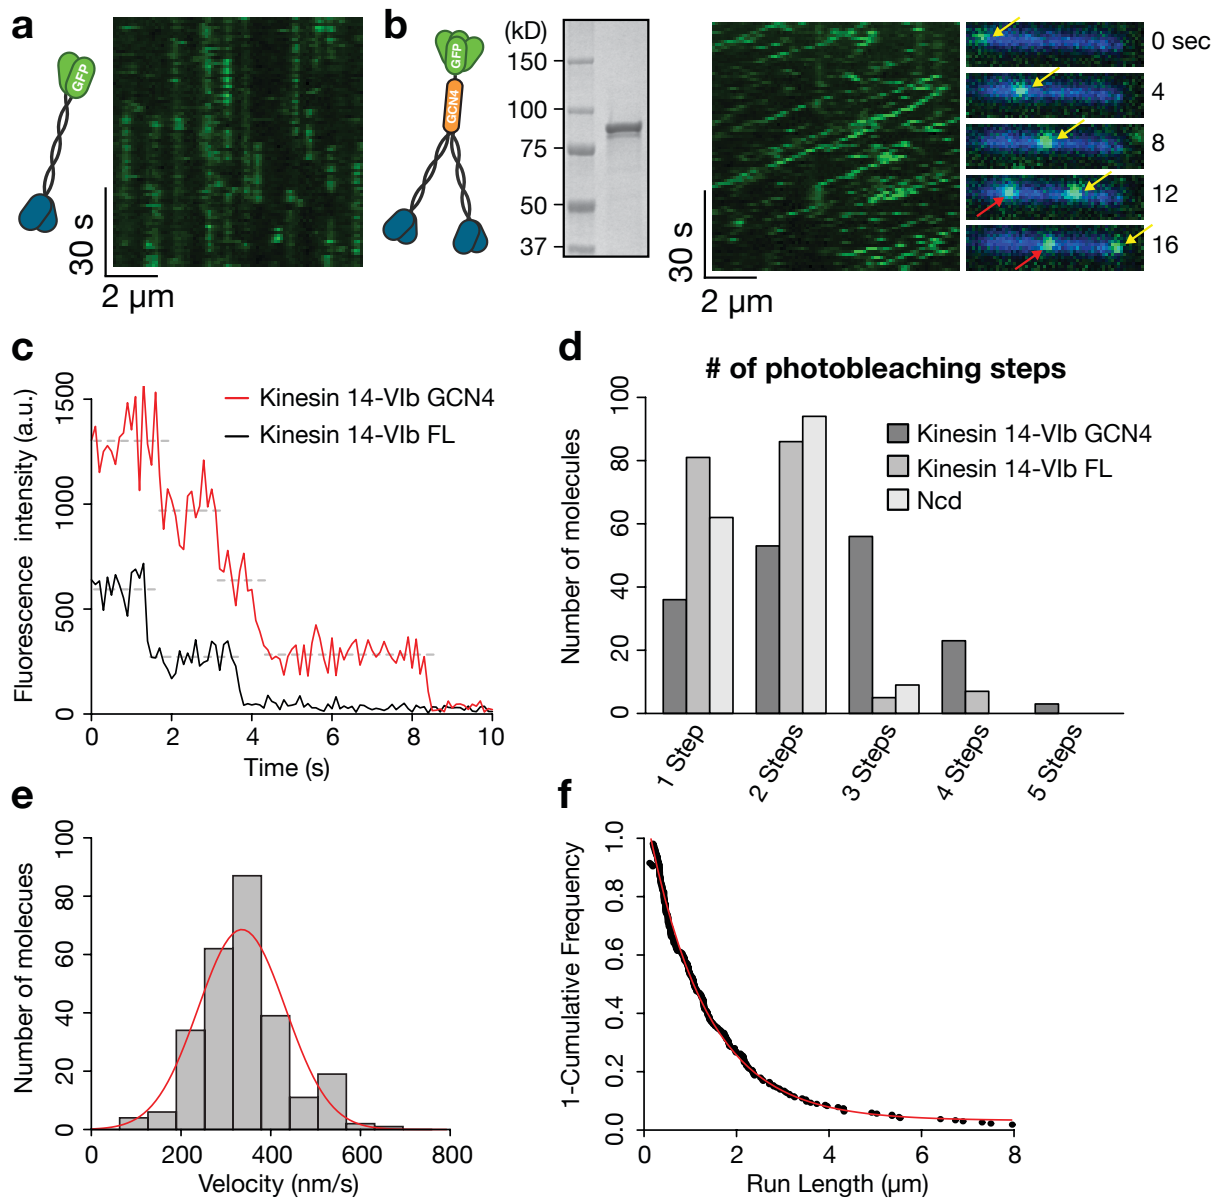 a
GFP
30 s
2 µm
b
GFP
GCN4
(kD)
150
100
75
50
37
30 s
2 µm
0 sec
4
8
12
16
c
Fluorescence intensity (a.u.)
1500
1000
500
0
Kinesin 14-VIb GCN4
Kinesin 14-VIb FL
0 2 4 6 8 10
Time (s)
d
# of photobleaching steps
Number of molecules
100
80
60
40
20
0
Kinesin 14-VIb GCN4
Kinesin 14-VIb FL
Ncd
1 Step
2 Steps
3 Steps
4 Steps
5 Steps
e
Number of molecues
100
80
60
40
20
0
0 200 400 600 800
Velocity (nm/s)
f
1-Cumulative Frequency
1.0
0.8
0.6
0.4
0.2
0.0
0 2 4 6 8
Run Length (µm)